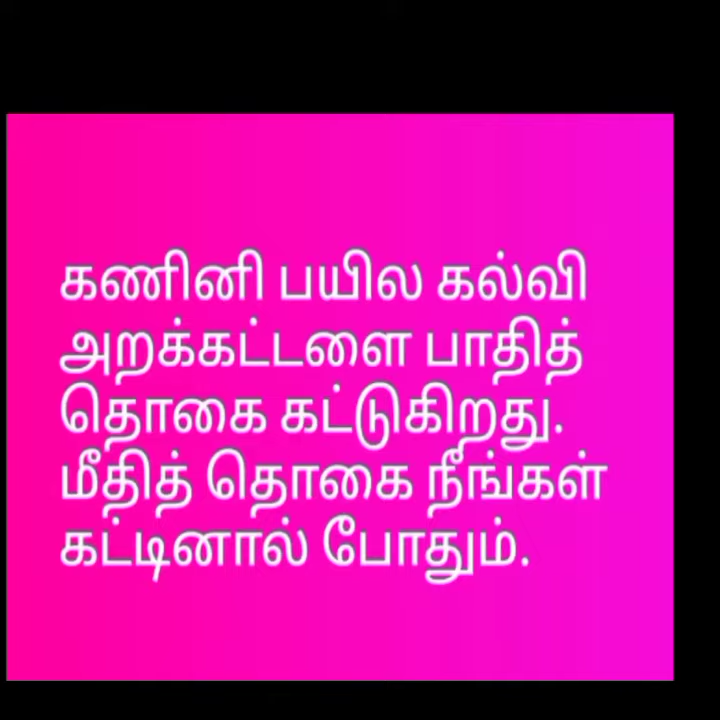 கணினி பயில கல்வி
அறக்கட்டளை பாதித்
தொகை கட்டுகிறது.
மீதித் தொகை நீங்கள்
கட்டினால் போதும்.